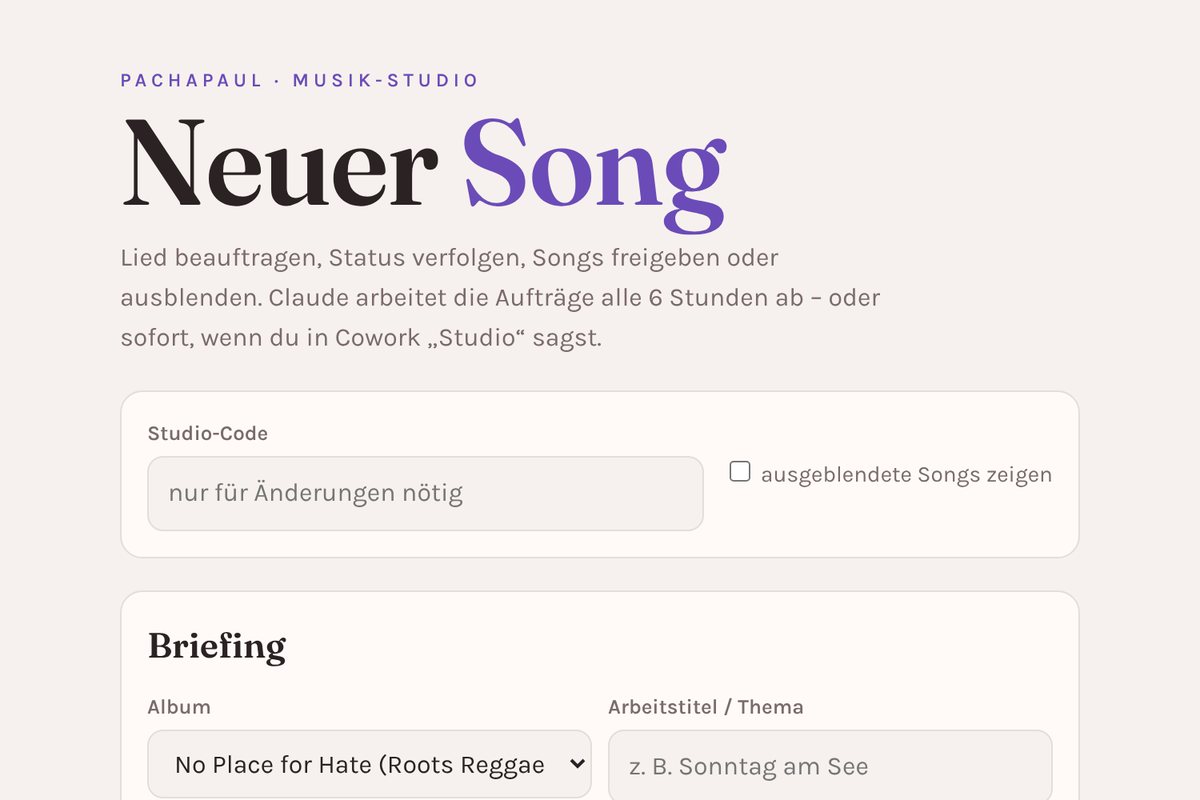 PACHAPAUL · MUSIK-STUDIO
Neuer Song
Lied beauftragen, Status verfolgen, Songs freigeben oder
ausblenden. Claude arbeitet die Aufträge alle 6 Stunden ab – oder
sofort, wenn du in Cowork „Studio“ sagst.
Studio-Code
nur für Änderungen nötig
ausgeblendete Songs zeigen
Briefing
Album
Arbeitstitel / Thema
No Place for Hate (Roots Reggae
z. B. Sonntag am See